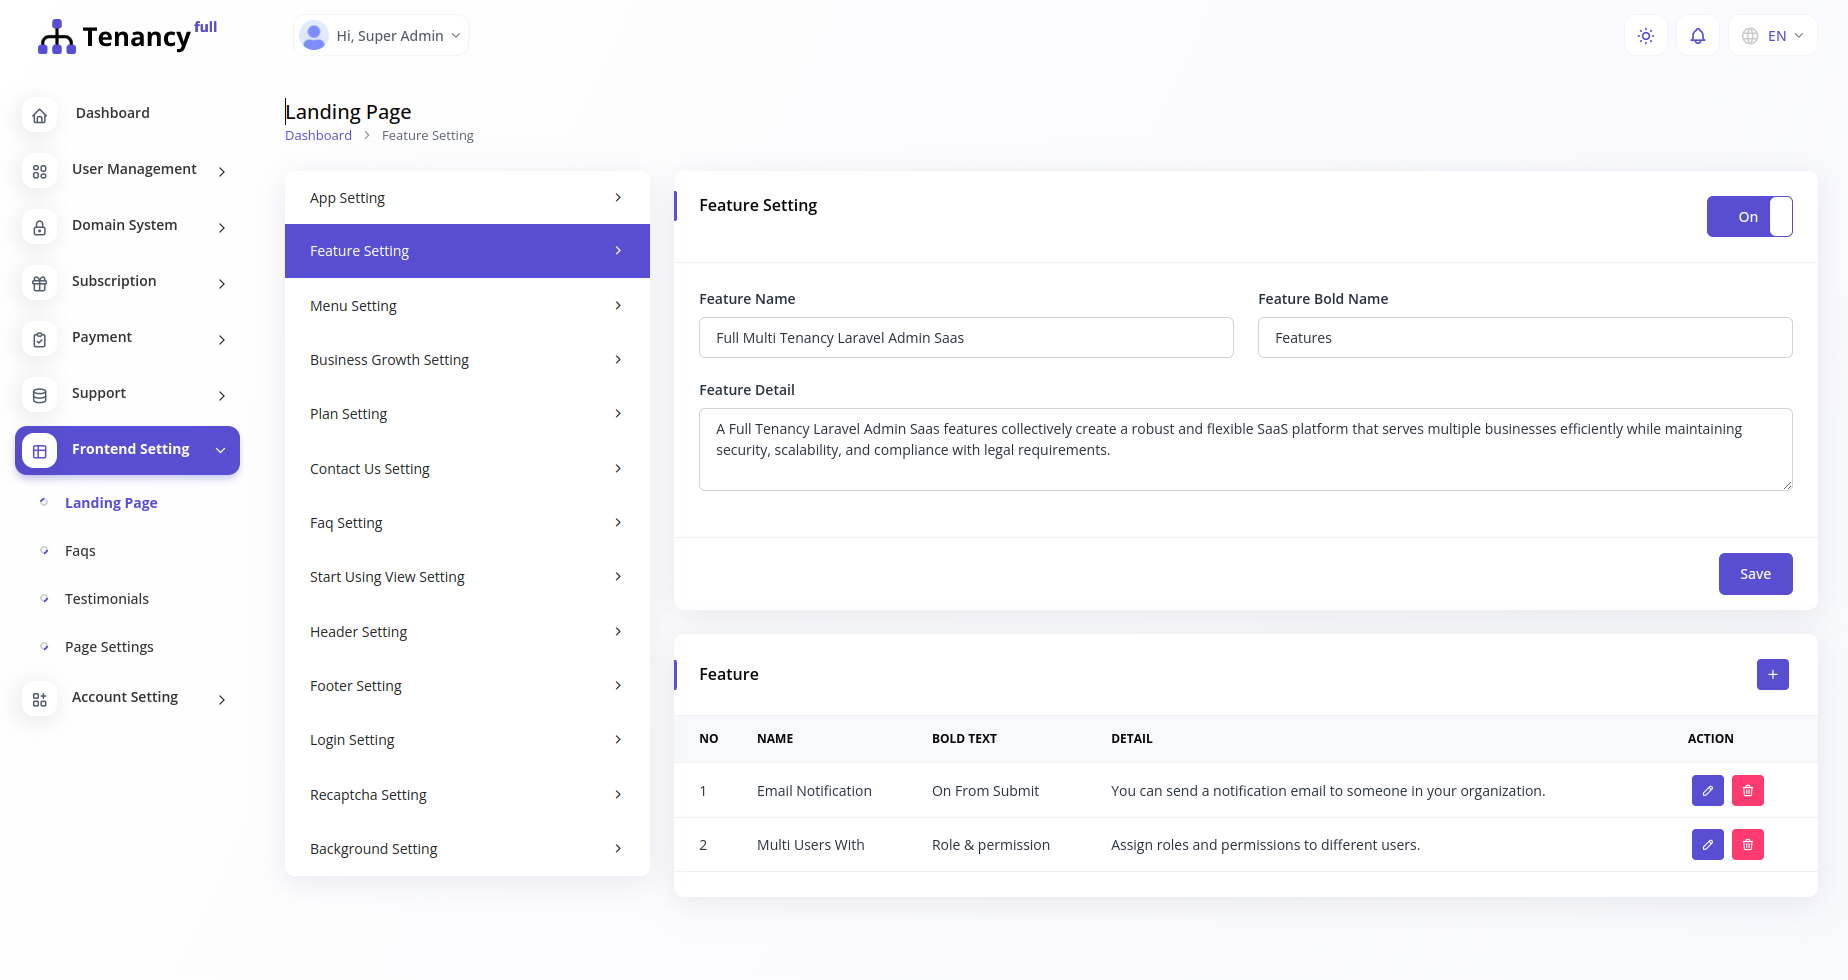 Tenancy full
Hi, Super Admin
EN
Dashboard
User Management
Domain System
Subscription
Payment
Support
Frontend Setting
Landing Page
Faqs
Testimonials
Page Settings
Account Setting
Landing Page
Dashboard > Feature Setting
App Setting
Feature Setting
Menu Setting
Business Growth Setting
Plan Setting
Contact Us Setting
Faq Setting
Start Using View Setting
Header Setting
Footer Setting
Login Setting
Recaptcha Setting
Background Setting
Feature Setting
On
Feature Name
Full Multi Tenancy Laravel Admin Saas
Feature Bold Name
Features
Feature Detail
A Full Tenancy Laravel Admin Saas features collectively create a robust and flexible SaaS platform that serves multiple businesses efficiently while maintaining
security, scalability, and compliance with legal requirements.
Save
Feature
+
NO NAME BOLD TEXT DETAIL ACTION
1 Email Notification On From Submit You can send a notification email to someone in your organization.
2 Multi Users With Role & permission Assign roles and permissions to different users.